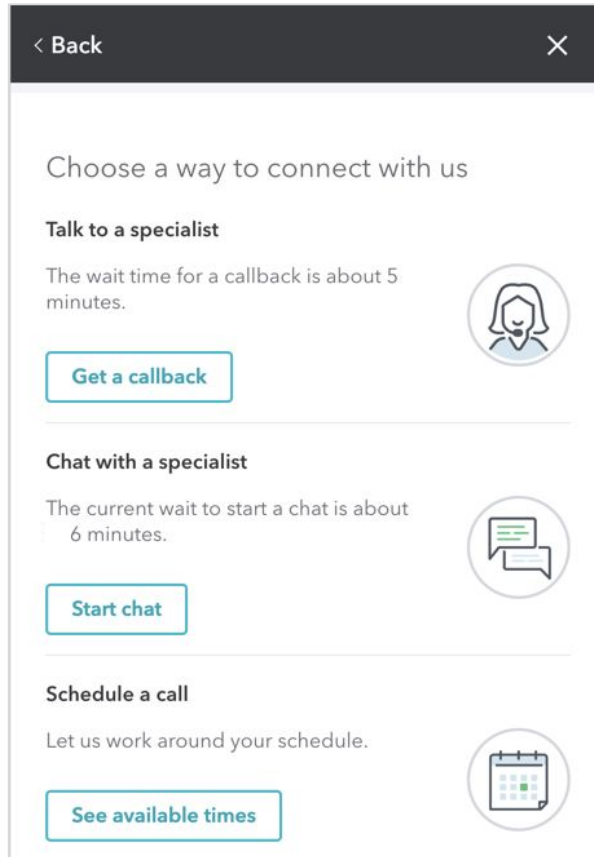 < Back
Choose a way to connect with us
Talk to a specialist
The wait time for a callback is about 5
minutes.
Get a callback
Chat with a specialist
The current wait to start a chat is about
6 minutes.
Start chat
Schedule a call
Let us work around your schedule.
See available times